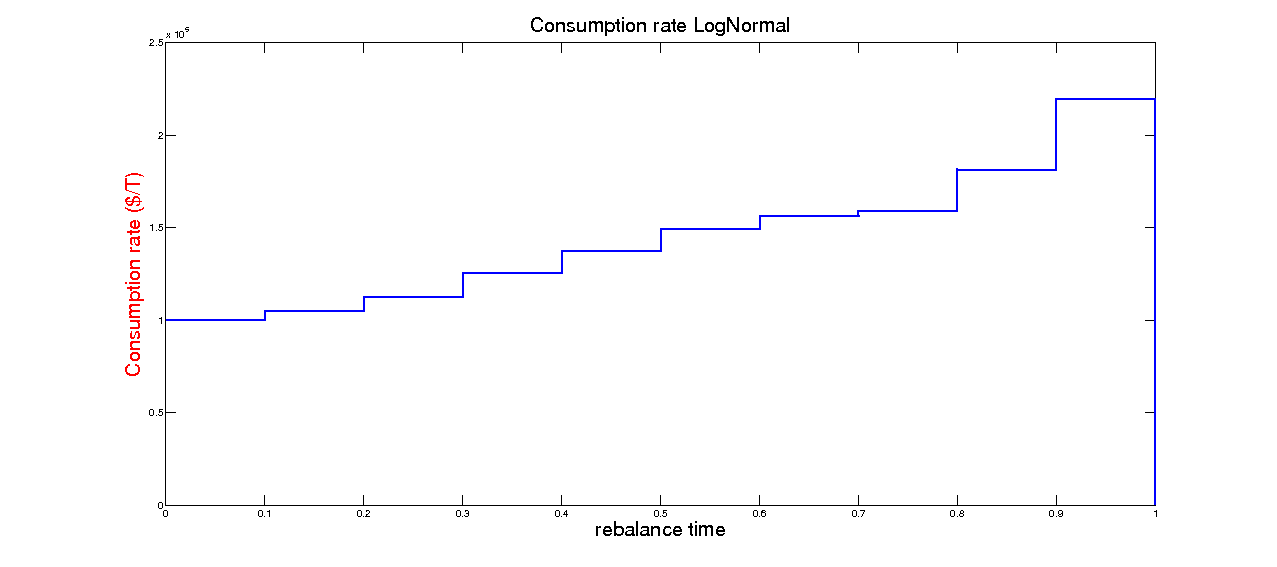 Consumption rate LogNormal
x 10^5
2.5
2
1.5
1
0.5
0
Consumption rate ($/T)
0 0.1 0.2 0.3 0.4 0.5 0.6 0.7 0.8 0.9 1
rebalance time